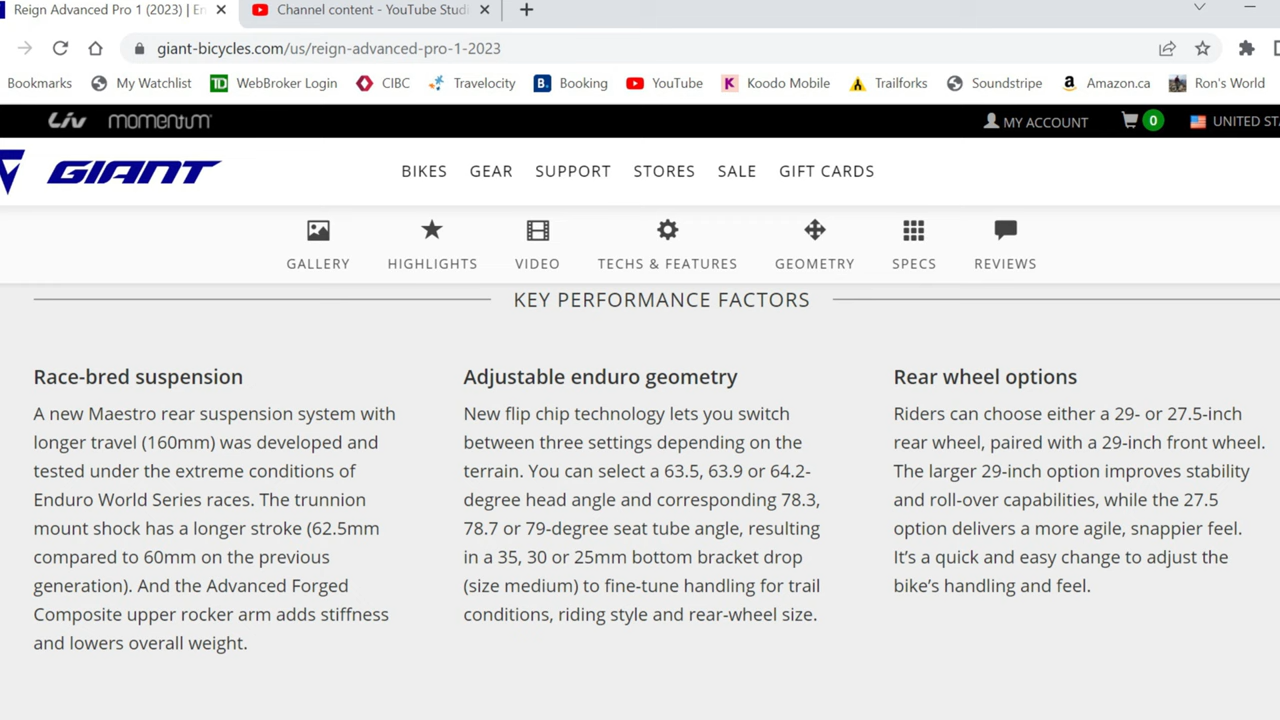 Reign Advanced Pro 1 (2023) | En
Channel content - YouTube Studi
giant-bicycles.com/us/reign-advanced-pro-1-2023
Bookmarks My Watchlist TD WebBroker Login CIBC Travelocity B. Booking YouTube K Koodo Mobile Trailforks Soundstripe a Amazon.ca Ron's World
Liv momentum MY ACCOUNT 0 UNITED ST
GIANT BIKES GEAR SUPPORT STORES SALE GIFT CARDS
GALLERY HIGHLIGHTS VIDEO TECHS & FEATURES GEOMETRY SPECS REVIEWS
KEY PERFORMANCE FACTORS
Race-bred suspension
A new Maestro rear suspension system with
longer travel (160mm) was developed and
tested under the extreme conditions of
Enduro World Series races. The trunnion
mount shock has a longer stroke (62.5mm
compared to 60mm on the previous
generation). And the Advanced Forged
Composite upper rocker arm adds stiffness
and lowers overall weight.
Adjustable enduro geometry
New flip chip technology lets you switch
between three settings depending on the
terrain. You can select a 63.5, 63.9 or 64.2-
degree head angle and corresponding 78.3,
78.7 or 79-degree seat tube angle, resulting
in a 35, 30 or 25mm bottom bracket drop
(size medium) to fine-tune handling for trail
conditions, riding style and rear-wheel size.
Rear wheel options
Riders can choose either a 29- or 27.5-inch
rear wheel, paired with a 29-inch front wheel.
The larger 29-inch option improves stability
and roll-over capabilities, while the 27.5
option delivers a more agile, snappier feel.
It's a quick and easy change to adjust the
bike's handling and feel.